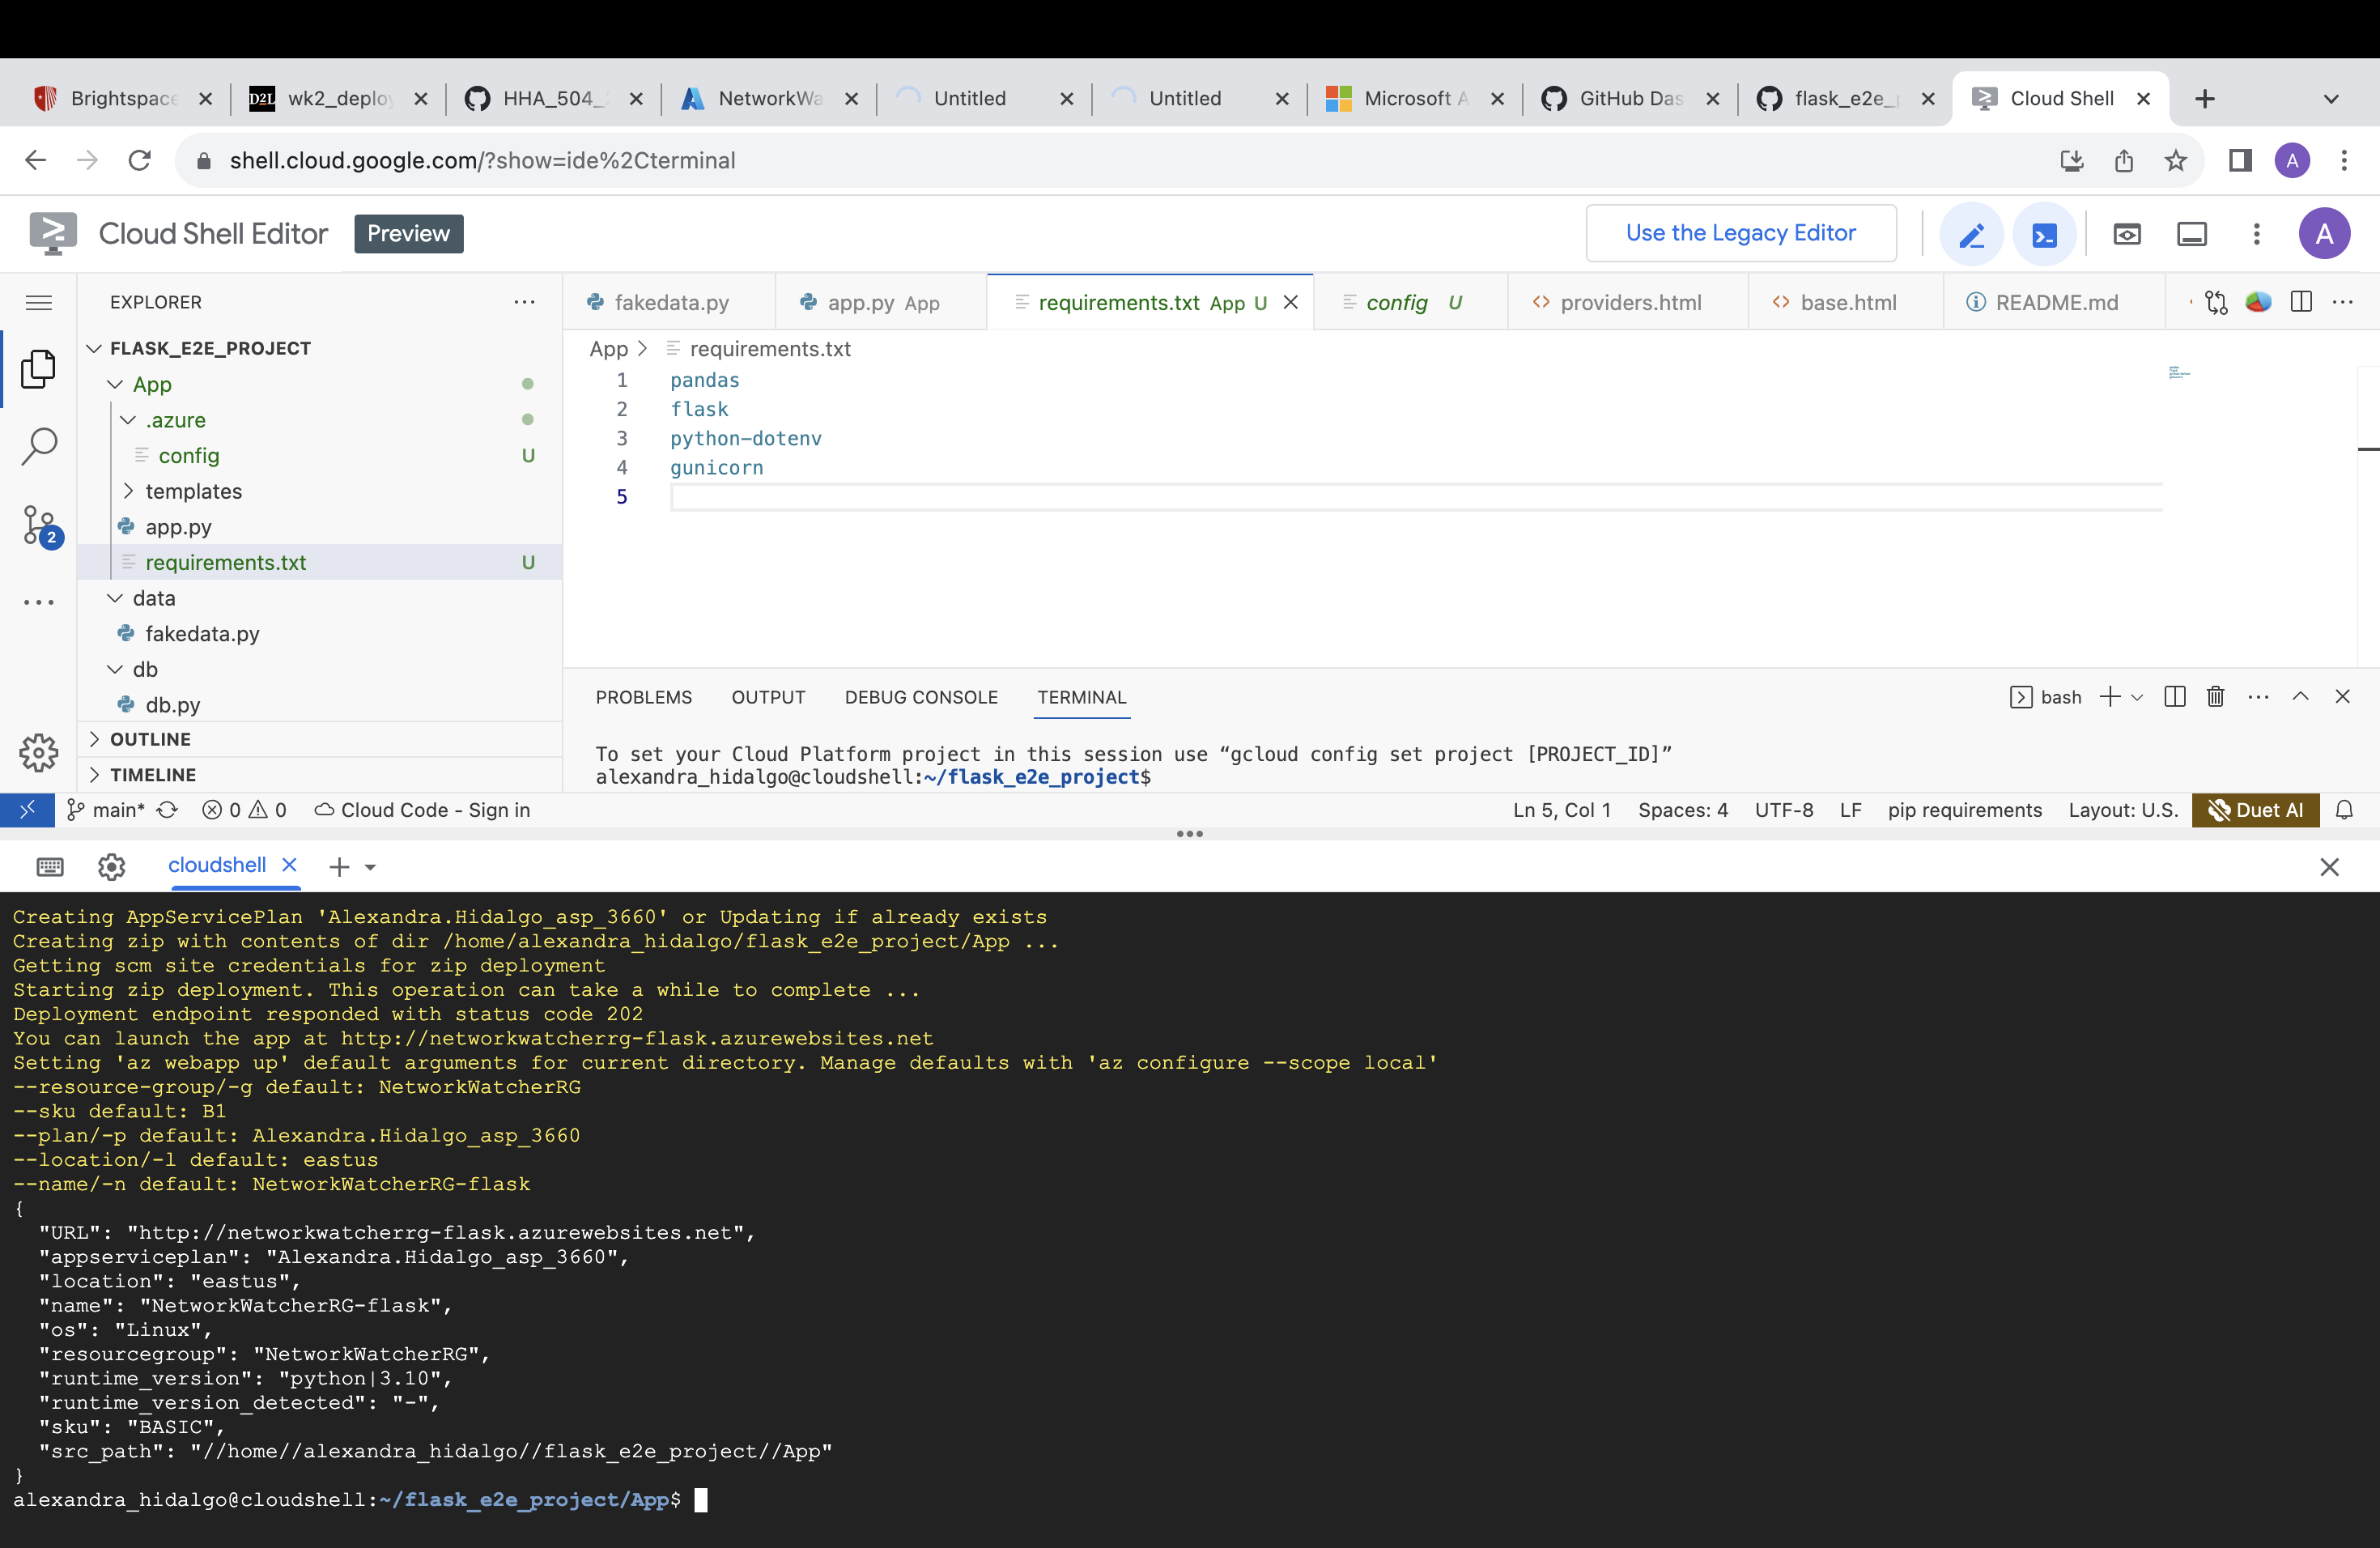 Brightspace
wk2_deploy
HHA_504_
NetworkWa
Untitled
Untitled
Microsoft A
GitHub Das
flask_e2e_p
Cloud Shell
shell.cloud.google.com/?show=ide%2Cterminal
A
Cloud Shell Editor
Preview
Use the Legacy Editor
A
EXPLORER
fakedata.py
app.py App
requirements.txt App U
config U
providers.html
base.html
README.md
FLASK_E2E_PROJECT
App > requirements.txt
App
.azure
config U
templates
app.py
requirements.txt U
data
fakedata.py
db
db.py
OUTLINE
TIMELINE
2
1 pandas
2 flask
3 python-dotenv
4 gunicorn
5
PROBLEMS OUTPUT DEBUG CONSOLE TERMINAL
bash
To set your Cloud Platform project in this session use “gcloud config set project [PROJECT_ID]”
alexandra_hidalgo@cloudshell:~/flask_e2e_project$
main* 0 0 Cloud Code - Sign in
Ln 5, Col 1 Spaces: 4 UTF-8 LF pip requirements Layout: U.S. Duet AI
cloudshell
Creating AppServicePlan 'Alexandra.Hidalgo_asp_3660' or Updating if already exists
Creating zip with contents of dir /home/alexandra_hidalgo/flask_e2e_project/App ...
Getting scm site credentials for zip deployment
Starting zip deployment. This operation can take a while to complete ...
Deployment endpoint responded with status code 202
You can launch the app at http://networkwatcherrg-flask.azurewebsites.net
Setting 'az webapp up' default arguments for current directory. Manage defaults with 'az configure --scope local'
--resource-group/-g default: NetworkWatcherRG
--sku default: B1
--plan/-p default: Alexandra.Hidalgo_asp_3660
--location/-l default: eastus
--name/-n default: NetworkWatcherRG-flask
{
"URL": "http://networkwatcherrg-flask.azurewebsites.net",
"appserviceplan": "Alexandra.Hidalgo_asp_3660",
"location": "eastus",
"name": "NetworkWatcherRG-flask",
"os": "Linux",
"resourcegroup": "NetworkWatcherRG",
"runtime_version": "python|3.10",
"runtime_version_detected": "-",
"sku": "BASIC",
"src_path": "//home//alexandra_hidalgo//flask_e2e_project//App"
}
alexandra_hidalgo@cloudshell:~/flask_e2e_project/App$